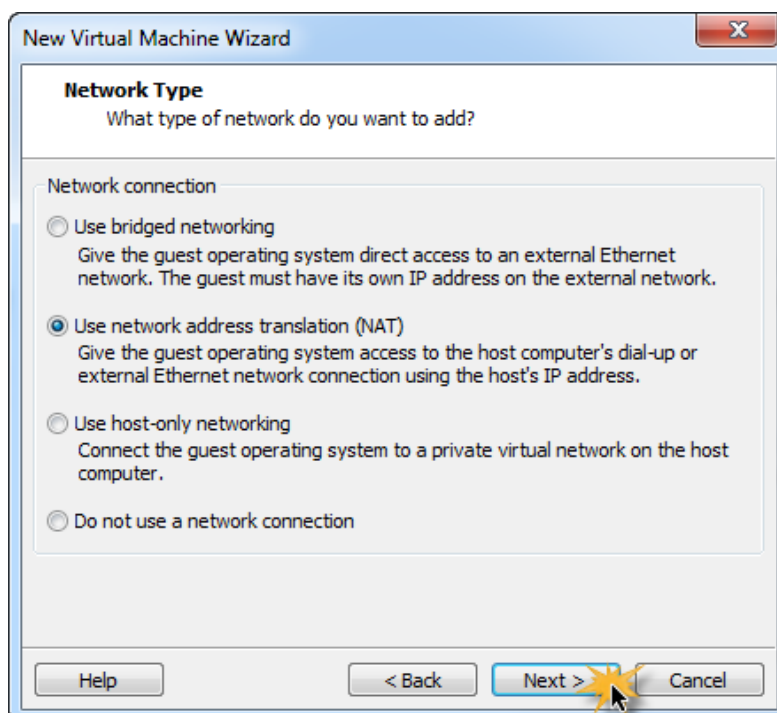 New Virtual Machine Wizard
Network Type
What type of network do you want to add?
Network connection
Use bridged networking
Give the guest operating system direct access to an external Ethernet
network. The guest must have its own IP address on the external network.
Use network address translation (NAT)
Give the guest operating system access to the host computer's dial-up or
external Ethernet network connection using the host's IP address.
Use host-only networking
Connect the guest operating system to a private virtual network on the host
computer.
Do not use a network connection
Help < Back Next > Cancel